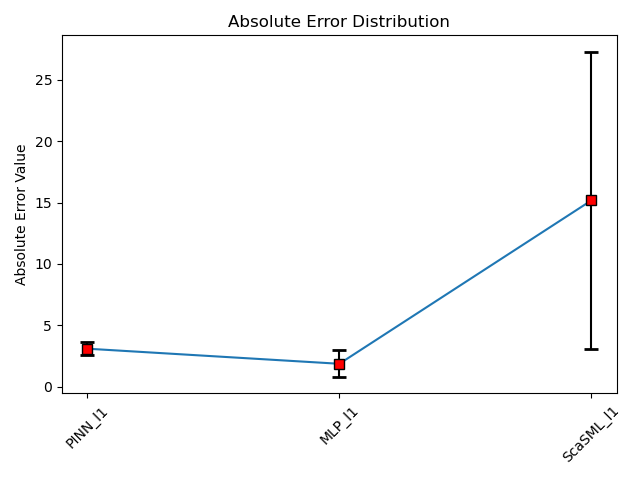 Absolute Error Distribution
Absolute Error Value
25
20
15
10
5
0
PINN_l1
MLP_l1
ScaSML_l1